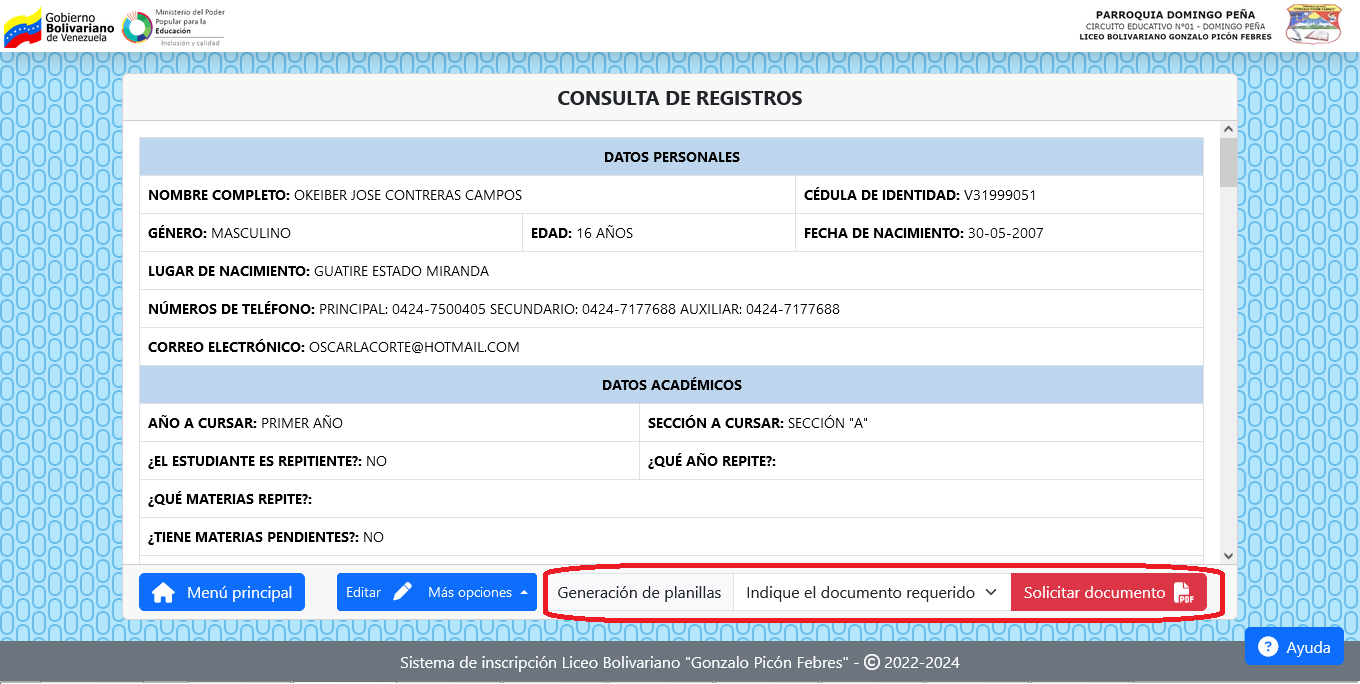 Gobierno
Bolivariano
de Venezuela
Ministerio del Poder
Popular para la
Educación
Inclusión y calidad
PARROQUIA DOMINGO PEÑA
CIRCUITO EDUCATIVO N°01 - DOMINGO PEÑA
LICEO BOLIVARIANO GONZALO PICÓN FEBRES
CONSULTA DE REGISTROS
DATOS PERSONALES
NOMBRE COMPLETO: OKEIBER JOSE CONTRERAS CAMPOS CÉDULA DE IDENTIDAD: V31999051
GÉNERO: MASCULINO EDAD: 16 AÑOS FECHA DE NACIMIENTO: 30-05-2007
LUGAR DE NACIMIENTO: GUATIRE ESTADO MIRANDA
NÚMEROS DE TELÉFONO: PRINCIPAL: 0424-7500405 SECUNDARIO: 0424-7177688 AUXILIAR: 0424-7177688
CORREO ELECTRÓNICO: OSCARLACORTE@HOTMAIL.COM
DATOS ACADÉMICOS
AÑO A CURSAR: PRIMER AÑO SECCIÓN A CURSAR: SECCIÓN "A"
¿EL ESTUDIANTE ES REPITIENTE?: NO ¿QUÉ AÑO REPITE?:
¿QUÉ MATERIAS REPITE?:
¿TIENE MATERIAS PENDIENTES?: NO
Menú principal Editar Más opciones Generación de planillas Indique el documento requerido Solicitar documento PDF
? Ayuda
Sistema de inscripción Liceo Bolivariano "Gonzalo Picón Febres" - © 2022-2024